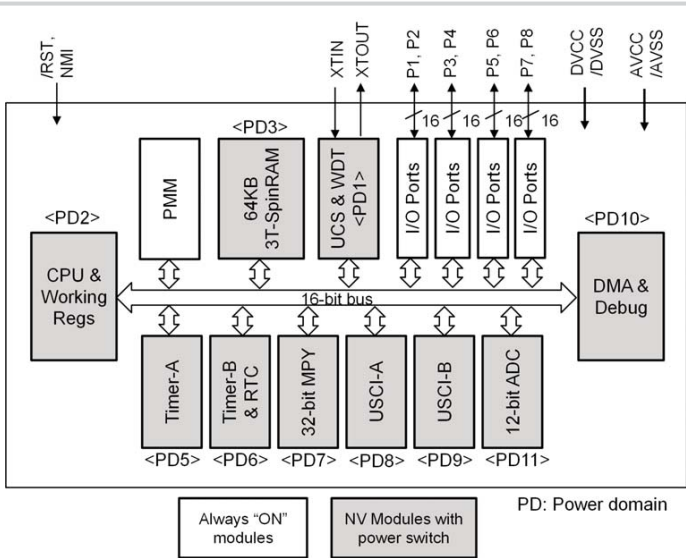 /RST,
NMI
XTIN
XTOUT
P1, P2
P3, P4
P5, P6
P7, P8
DVCC
/DVSS
AVCC
/AVSS
16
16
16
16
<PD3>
PMM
64KB
3T-SpinRAM
UCS & WDT
<PD1>
I/O Ports
I/O Ports
I/O Ports
I/O Ports
<PD2>
<PD10>
CPU &
Working
Regs
DMA &
Debug
16-bit bus
Timer-A
Timer-B
& RTC
32-bit MPY
USCI-A
USCI-B
12-bit ADC
<PD5>
<PD6>
<PD7>
<PD8>
<PD9>
<PD11>
Always “ON”
modules
NV Modules with
power switch
PD: Power domain